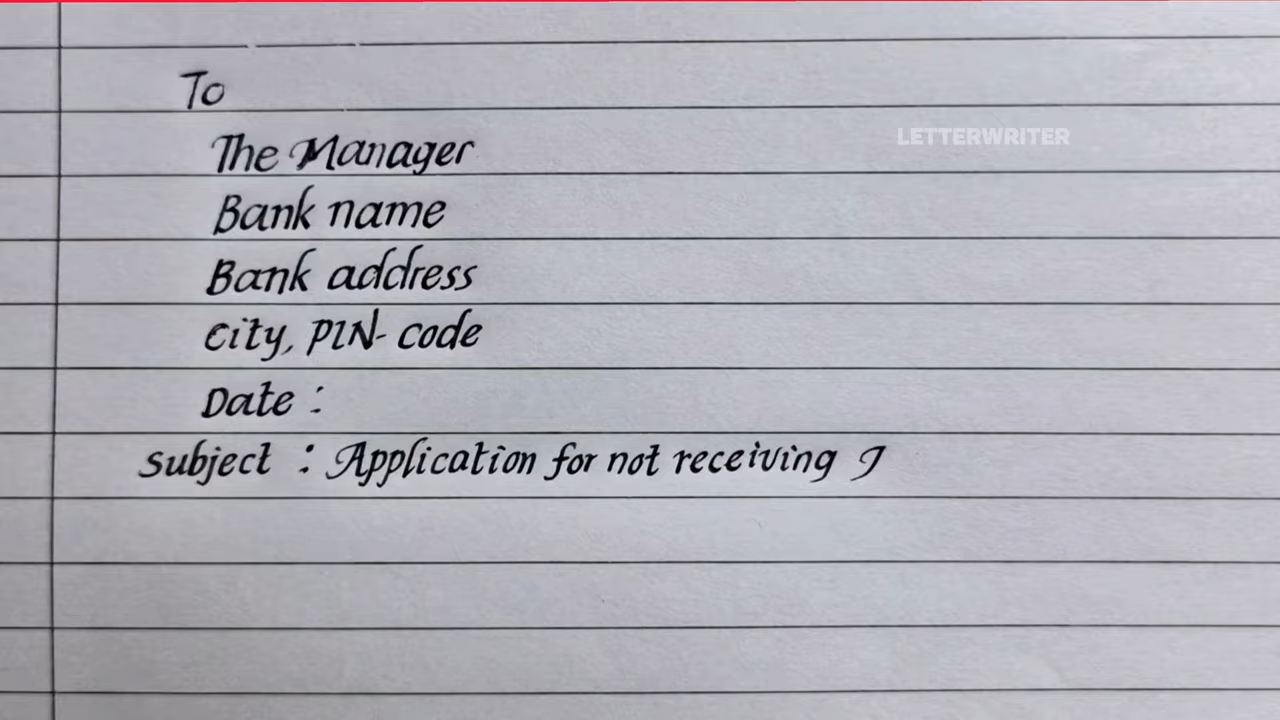 To
LETTERWRITER
The Manager
Bank name
Bank address
City, PIN-code
Date :
Subject : Application for not receiving